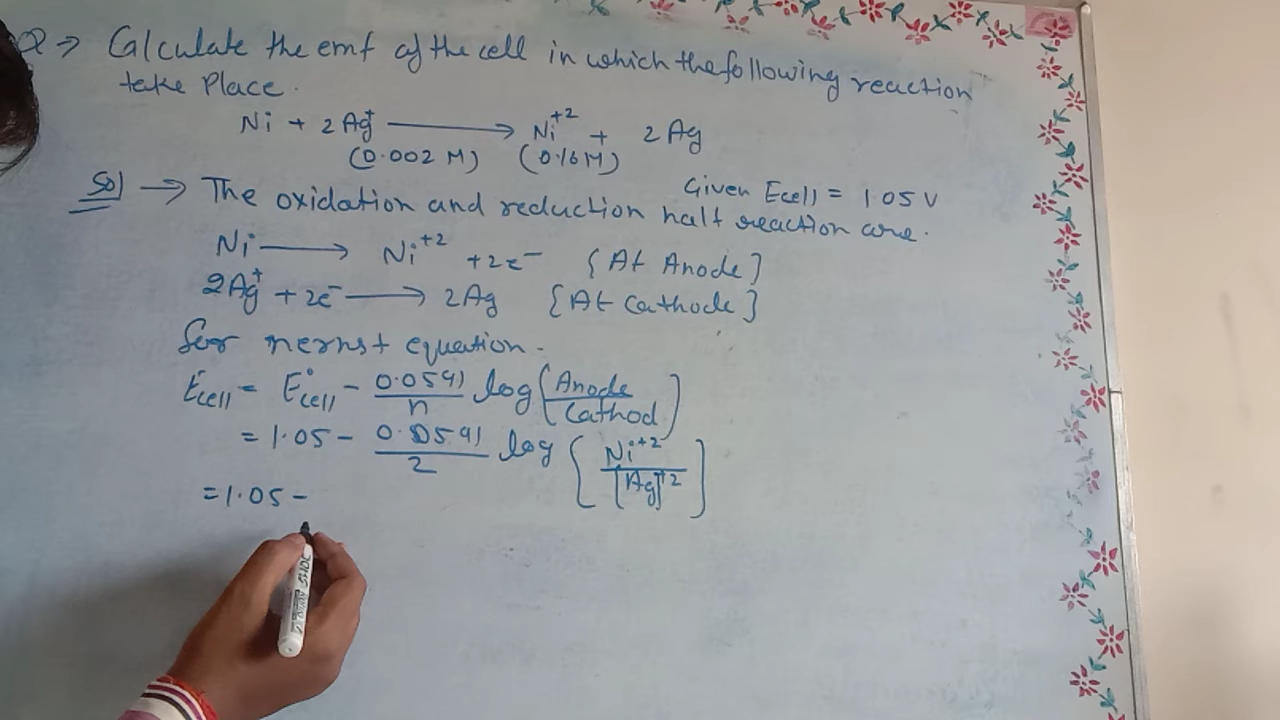 Q ⇒ Calculate the emf of the cell in which the following reaction
take Place.
Ni + 2Ag⁺ ⟶ Ni⁺² + 2Ag
(0.002 M) (0.16 M)
Given Ecell = 1.05 V
Sol → The oxidation and reduction half reaction are.
Ni ⟶ Ni⁺² +2e⁻ {At Anode}
2Ag⁺ + 2e⁻ ⟶ 2Ag {At Cathode}
for nernst equation.
Ecell = E°cell - 0.0591/n log(Anode/Cathod)
= 1.05 - 0.0591/2 log[Ni⁺²/[Ag]⁺²]
= 1.05 -